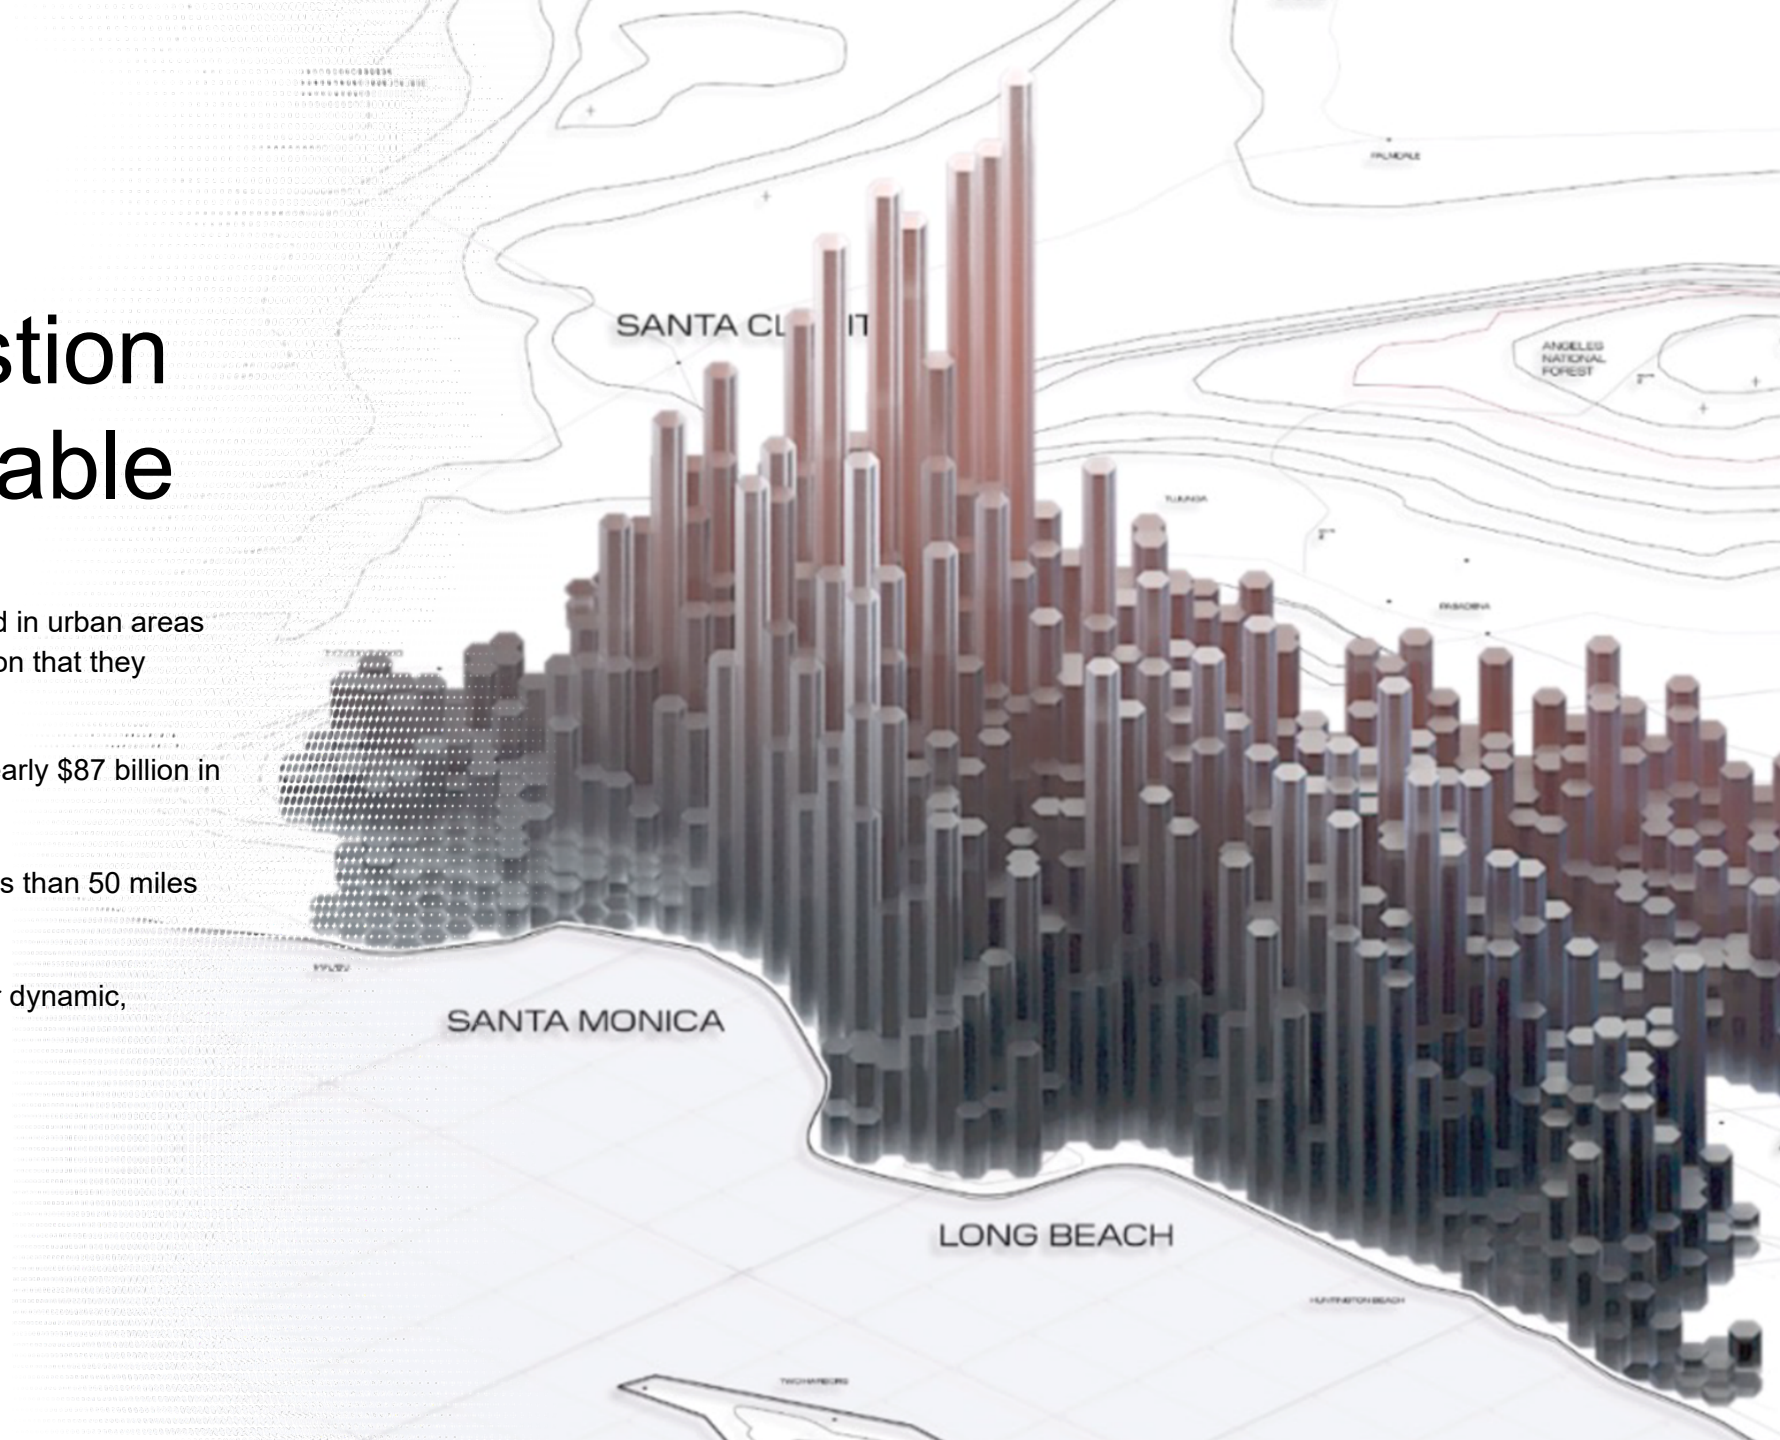 stion
able
d in urban areas
on that they
arly $87 billion in
s than 50 miles
r dynamic,
PALMDALE
SANTA CL IT
ANGELES
NATIONAL
FOREST
TUJUNGA
PASADENA
MALIBU
SANTA MONICA
LONG BEACH
HUNTINGTON BEACH
TWO HARBORS